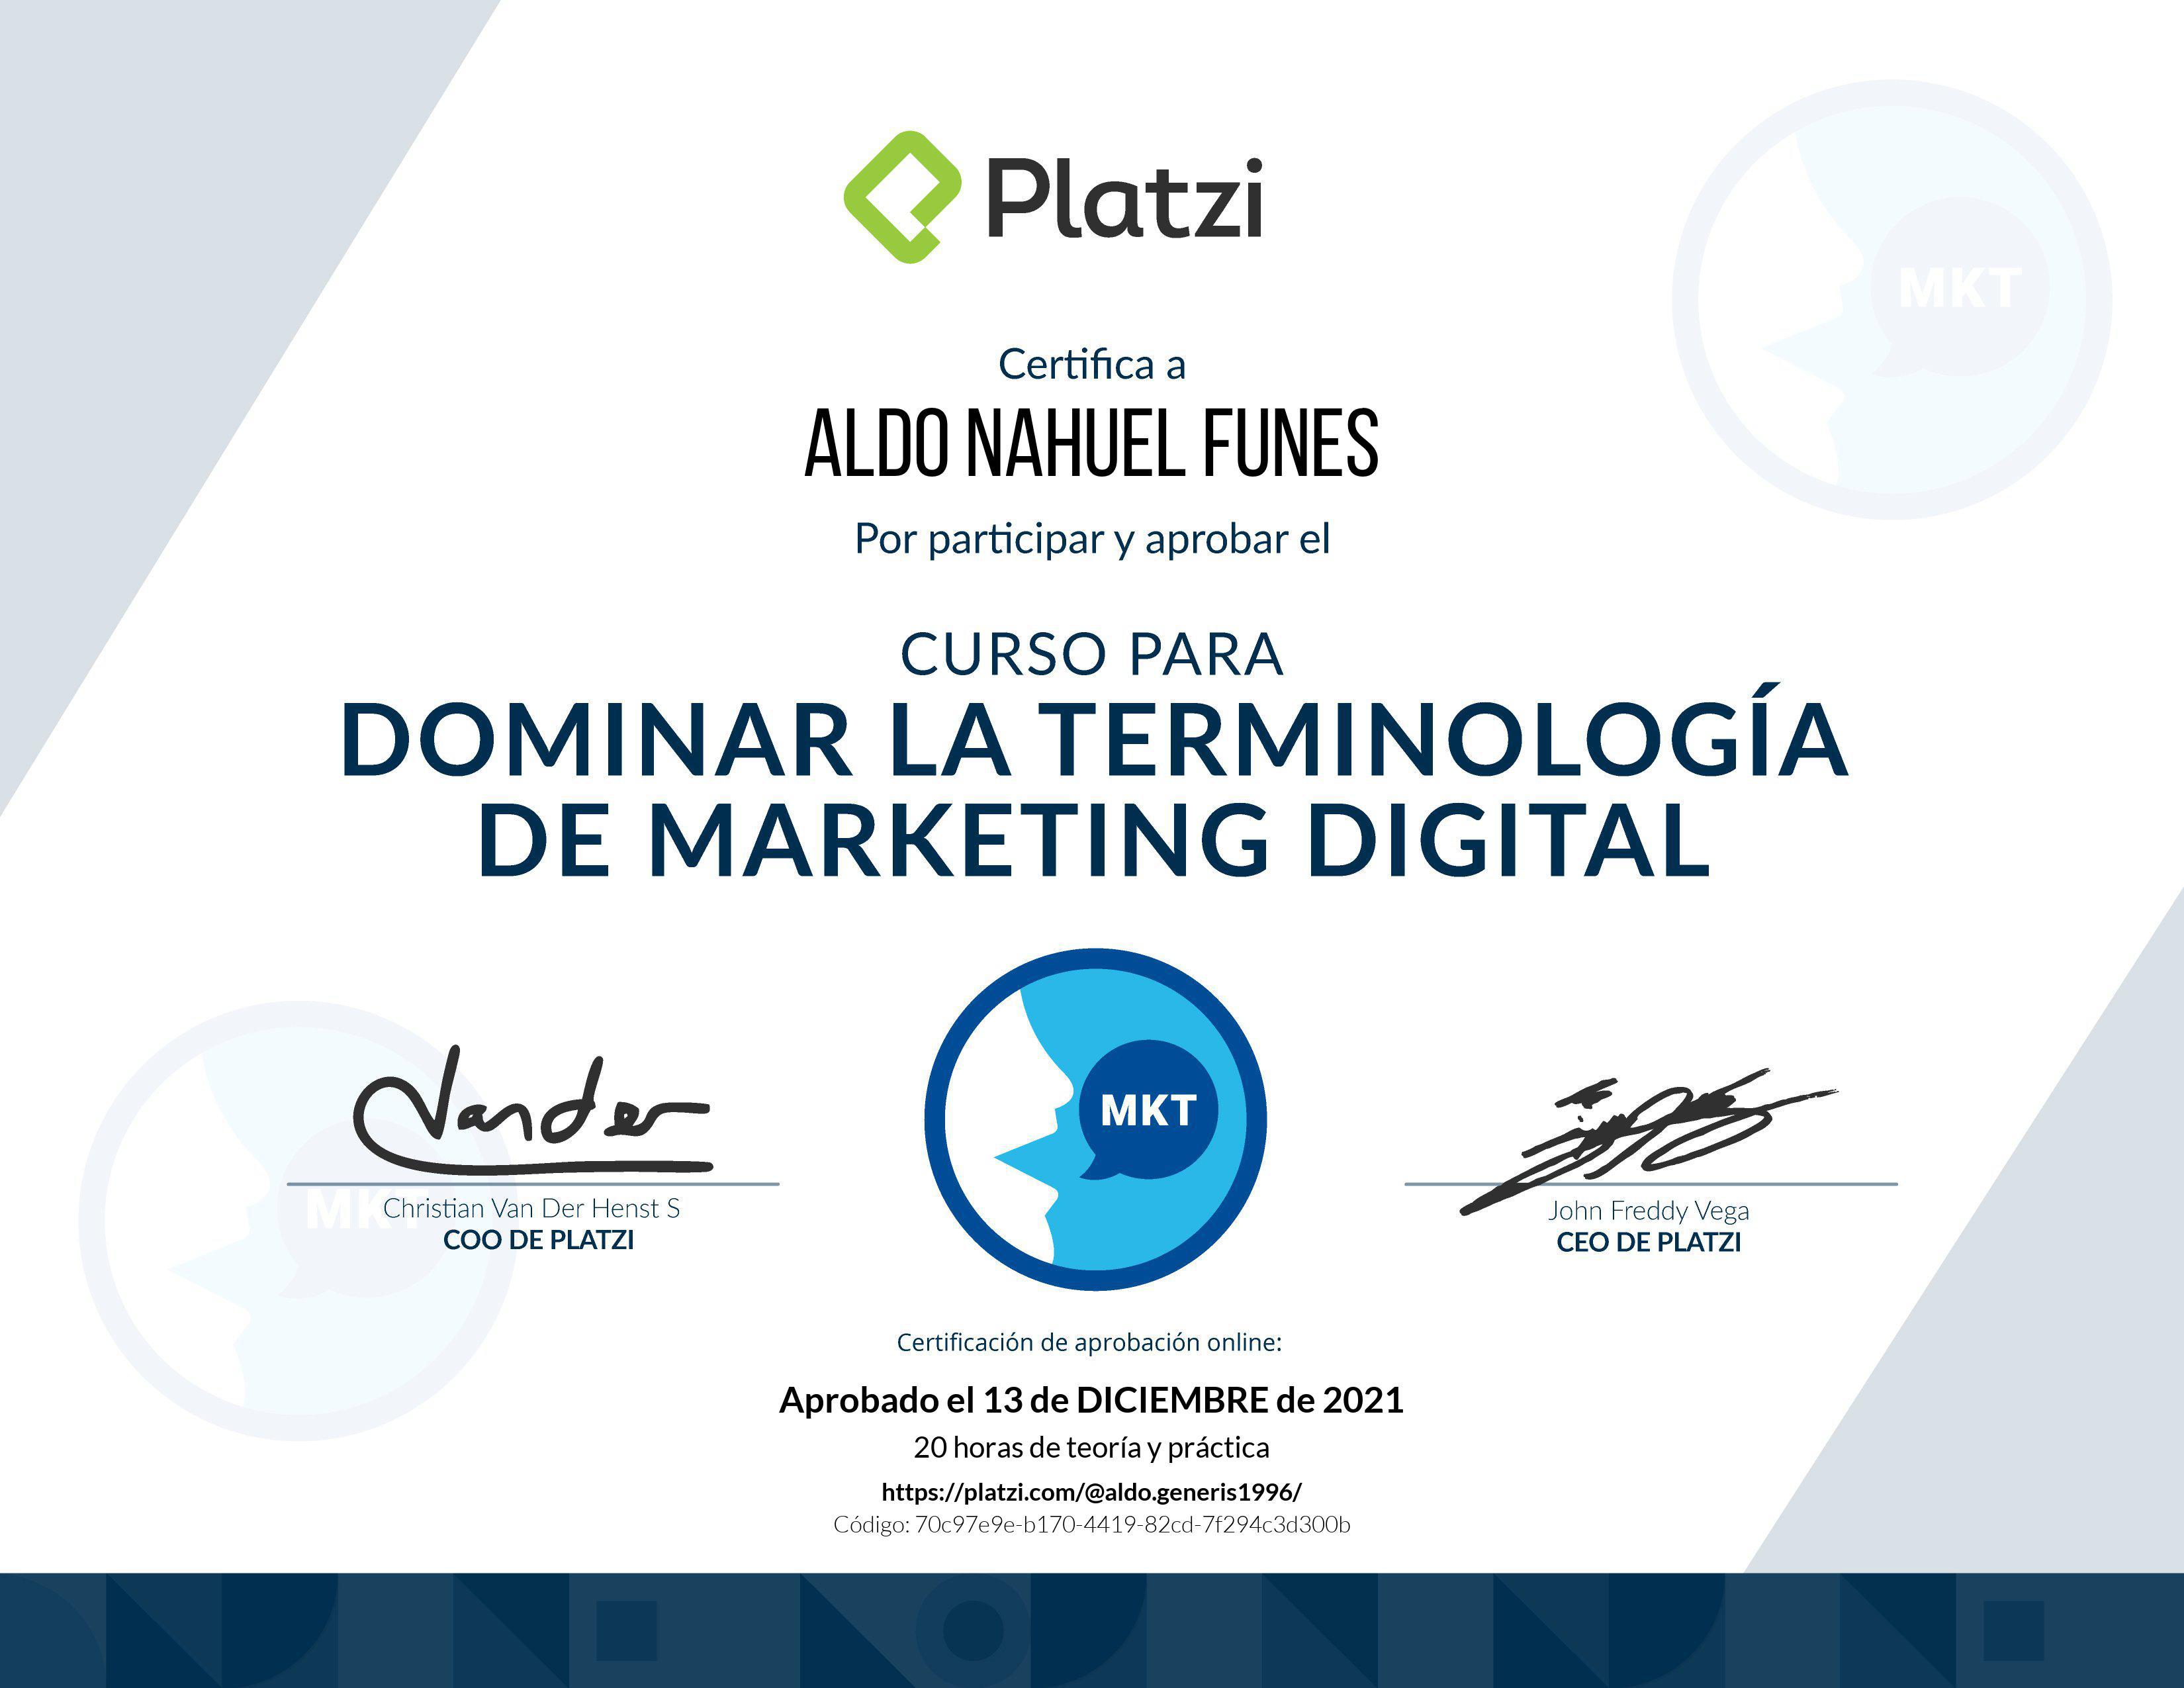 Platzi
MKT
Certifica a
ALDO NAHUEL FUNES
Por participar y aprobar el
CURSO PARA
DOMINAR LA TERMINOLOGÍA
DE MARKETING DIGITAL
Vander
MKT
MKT
Christian Van Der Henst S
COO DE PLATZI
John Freddy Vega
CEO DE PLATZI
Certificación de aprobación online:
Aprobado el 13 de DICIEMBRE de 2021
20 horas de teoría y práctica
https://platzi.com/@aldo.generis1996/
Código: 70c97e9e-b170-4419-82cd-7f294c3d300b